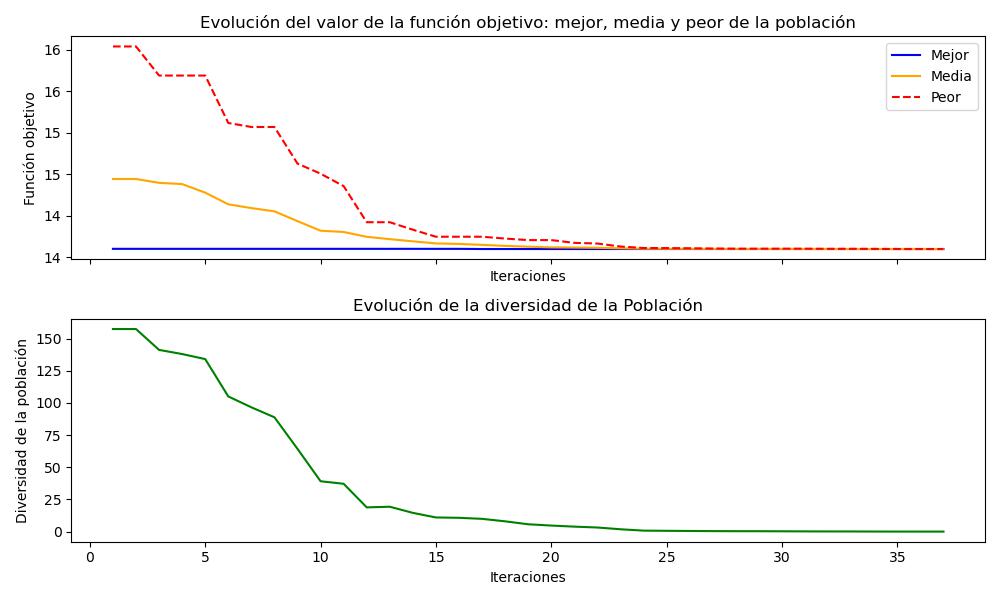 Evolución del valor de la función objetivo: mejor, media y peor de la población
Función objetivo
16
16
15
15
14
14
Mejor
Media
Peor
Iteraciones
Evolución de la diversidad de la Población
Diversidad de la población
150
125
100
75
50
25
0
0 5 10 15 20 25 30 35
Iteraciones